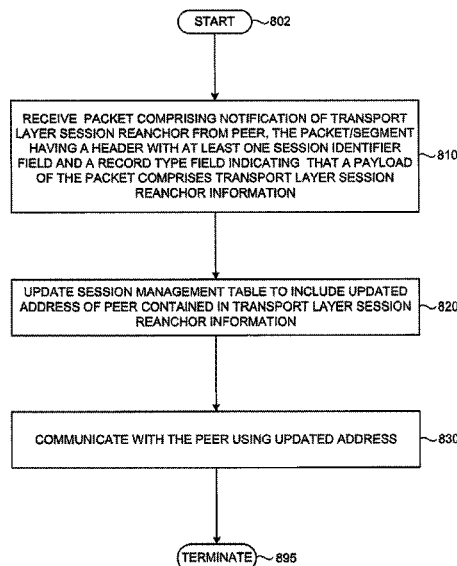 START
802
RECEIVE PACKET COMPRISING NOTIFICATION OF TRANSPORT
LAYER SESSION REANCHOR FROM PEER, THE PACKET/SEGMENT
HAVING A HEADER WITH AT LEAST ONE SESSION IDENTIFIER
FIELD AND A RECORD TYPE FIELD INDICATING THAT A PAYLOAD
OF THE PACKET COMPRISES TRANSPORT LAYER SESSION
REANCHOR INFORMATION
810
UPDATE SESSION MANAGEMENT TABLE TO INCLUDE UPDATED
ADDRESS OF PEER CONTAINED IN TRANSPORT LAYER SESSION
REANCHOR INFORMATION
820
COMMUNICATE WITH THE PEER USING UPDATED ADDRESS
830
TERMINATE
895